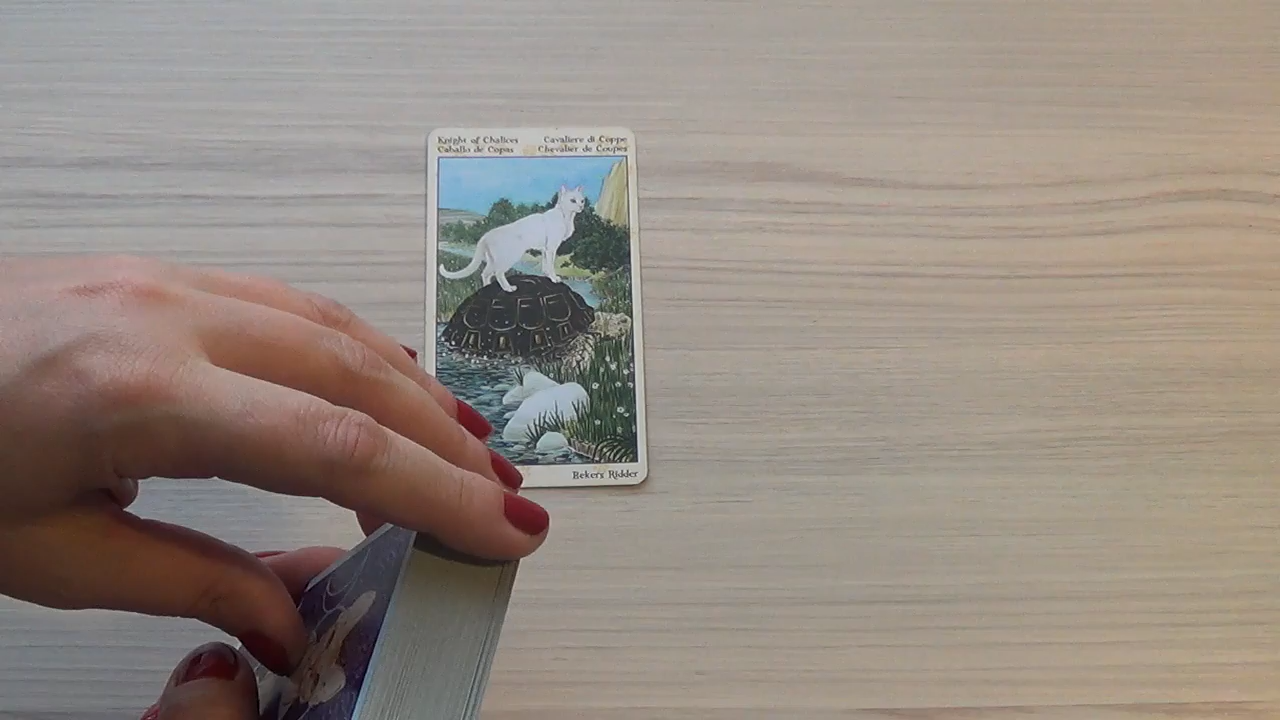 Knight of Chalices Cavaliere di Coppe
Caballo de Copas Chevalier de Coupes
Bekers Ridder